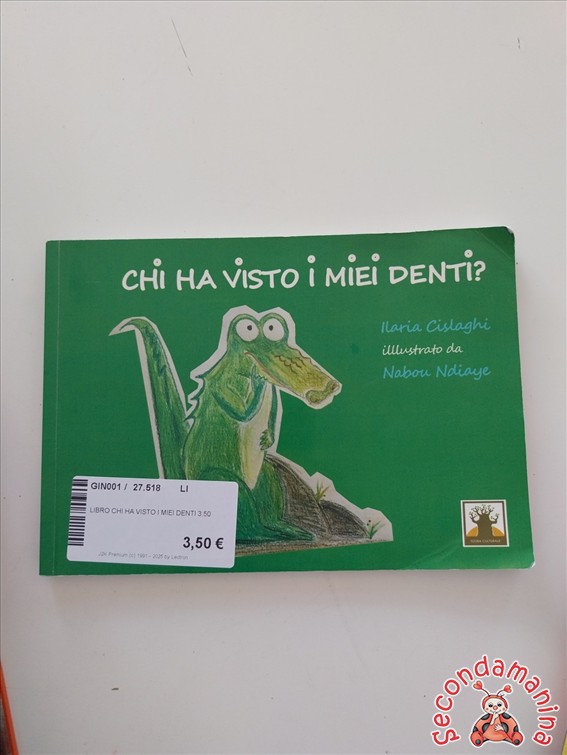 CHI HA VISTO I MIEI DENTI?
Ilaria Cislaghi
illlustrato da
Nabou Ndiaye
GIN001 / 27.518 LI
LIBRO CHI HA VISTO I MIEI DENTI 3.50
3,50 €
Secondamanina